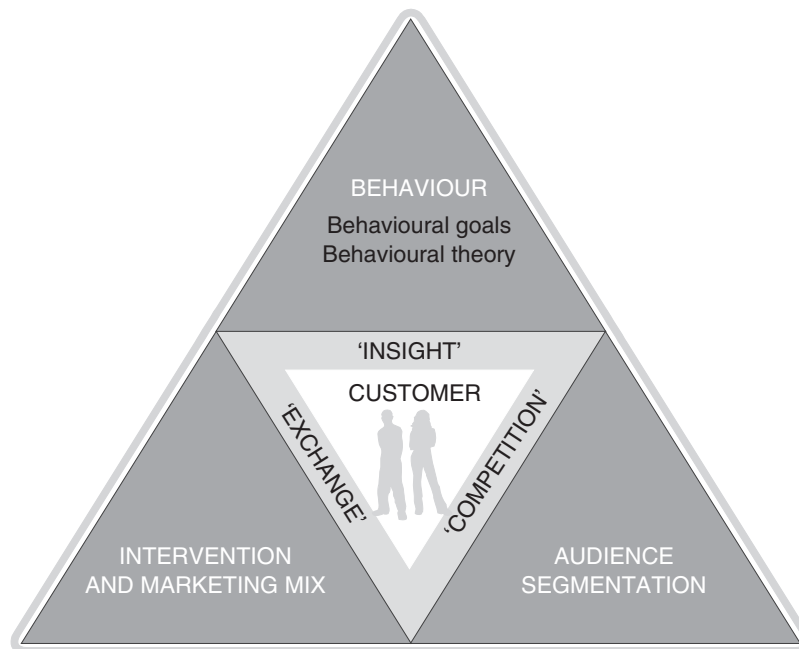 BEHAVIOUR
Behavioural goals
Behavioural theory
‘INSIGHT’
CUSTOMER
‘EXCHANGE’
‘COMPETITION’
INTERVENTION
AND MARKETING MIX
AUDIENCE
SEGMENTATION